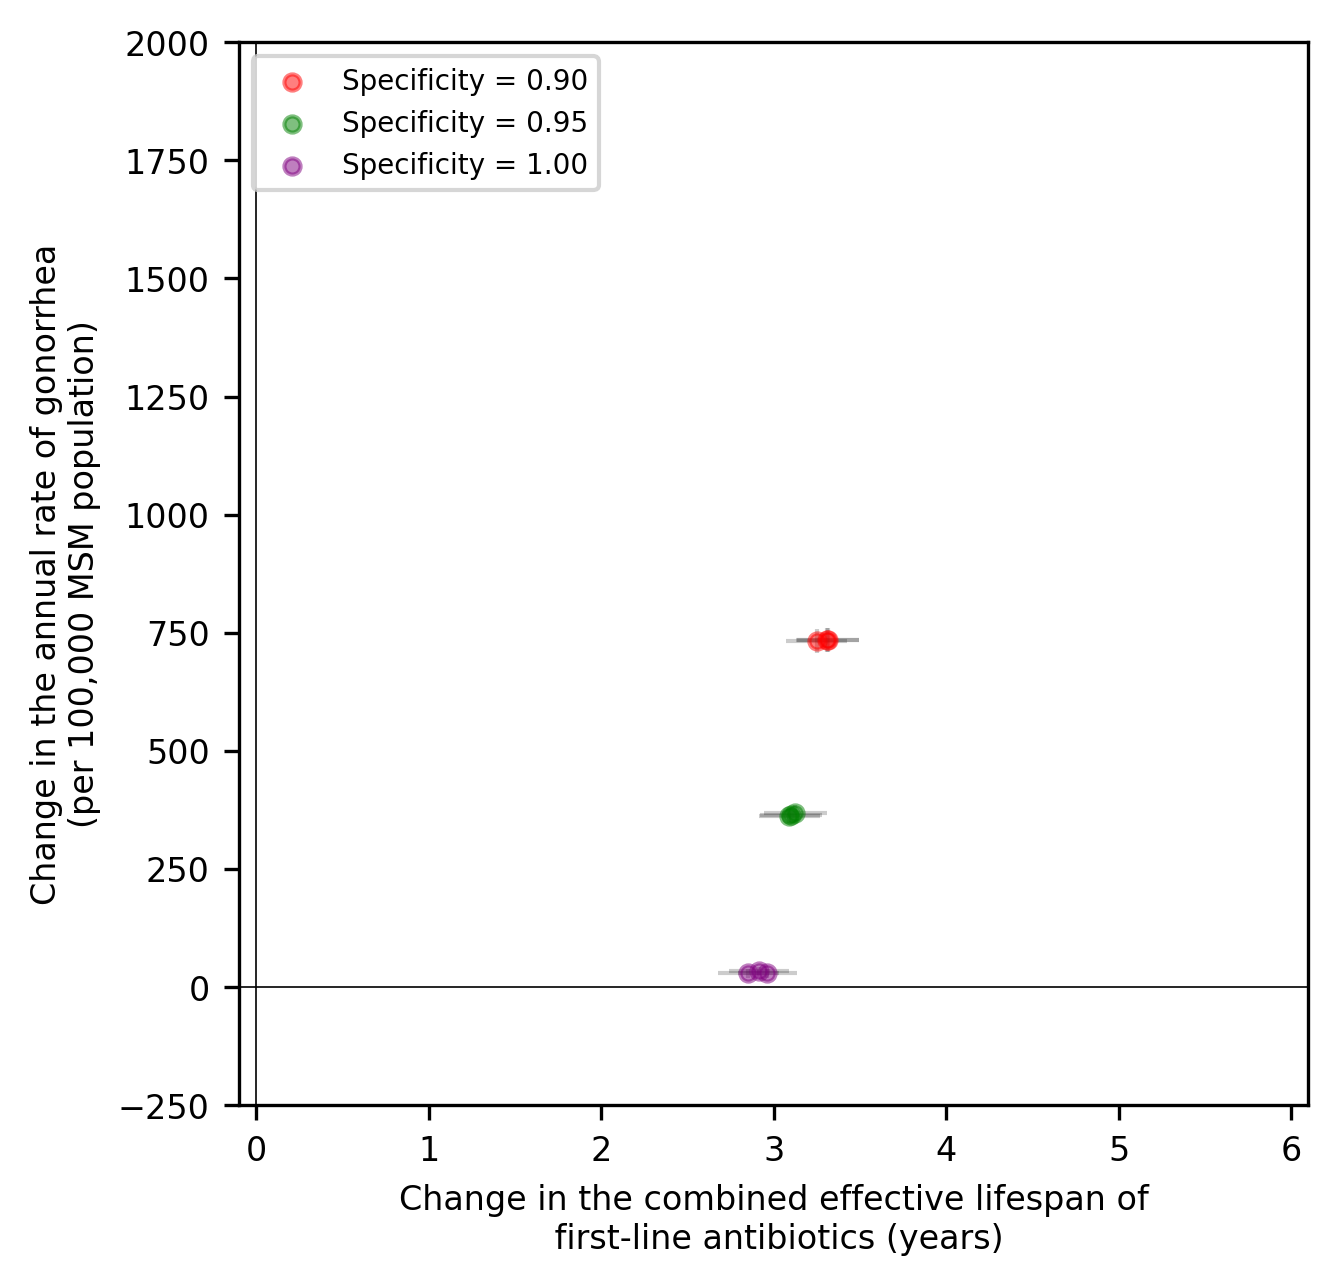 2000
1750
1500
1250
1000
750
500
250
0
−250
Change in the annual rate of gonorrhea
(per 100,000 MSM population)
Specificity = 0.90
Specificity = 0.95
Specificity = 1.00
0 1 2 3 4 5 6
Change in the combined effective lifespan of
first-line antibiotics (years)